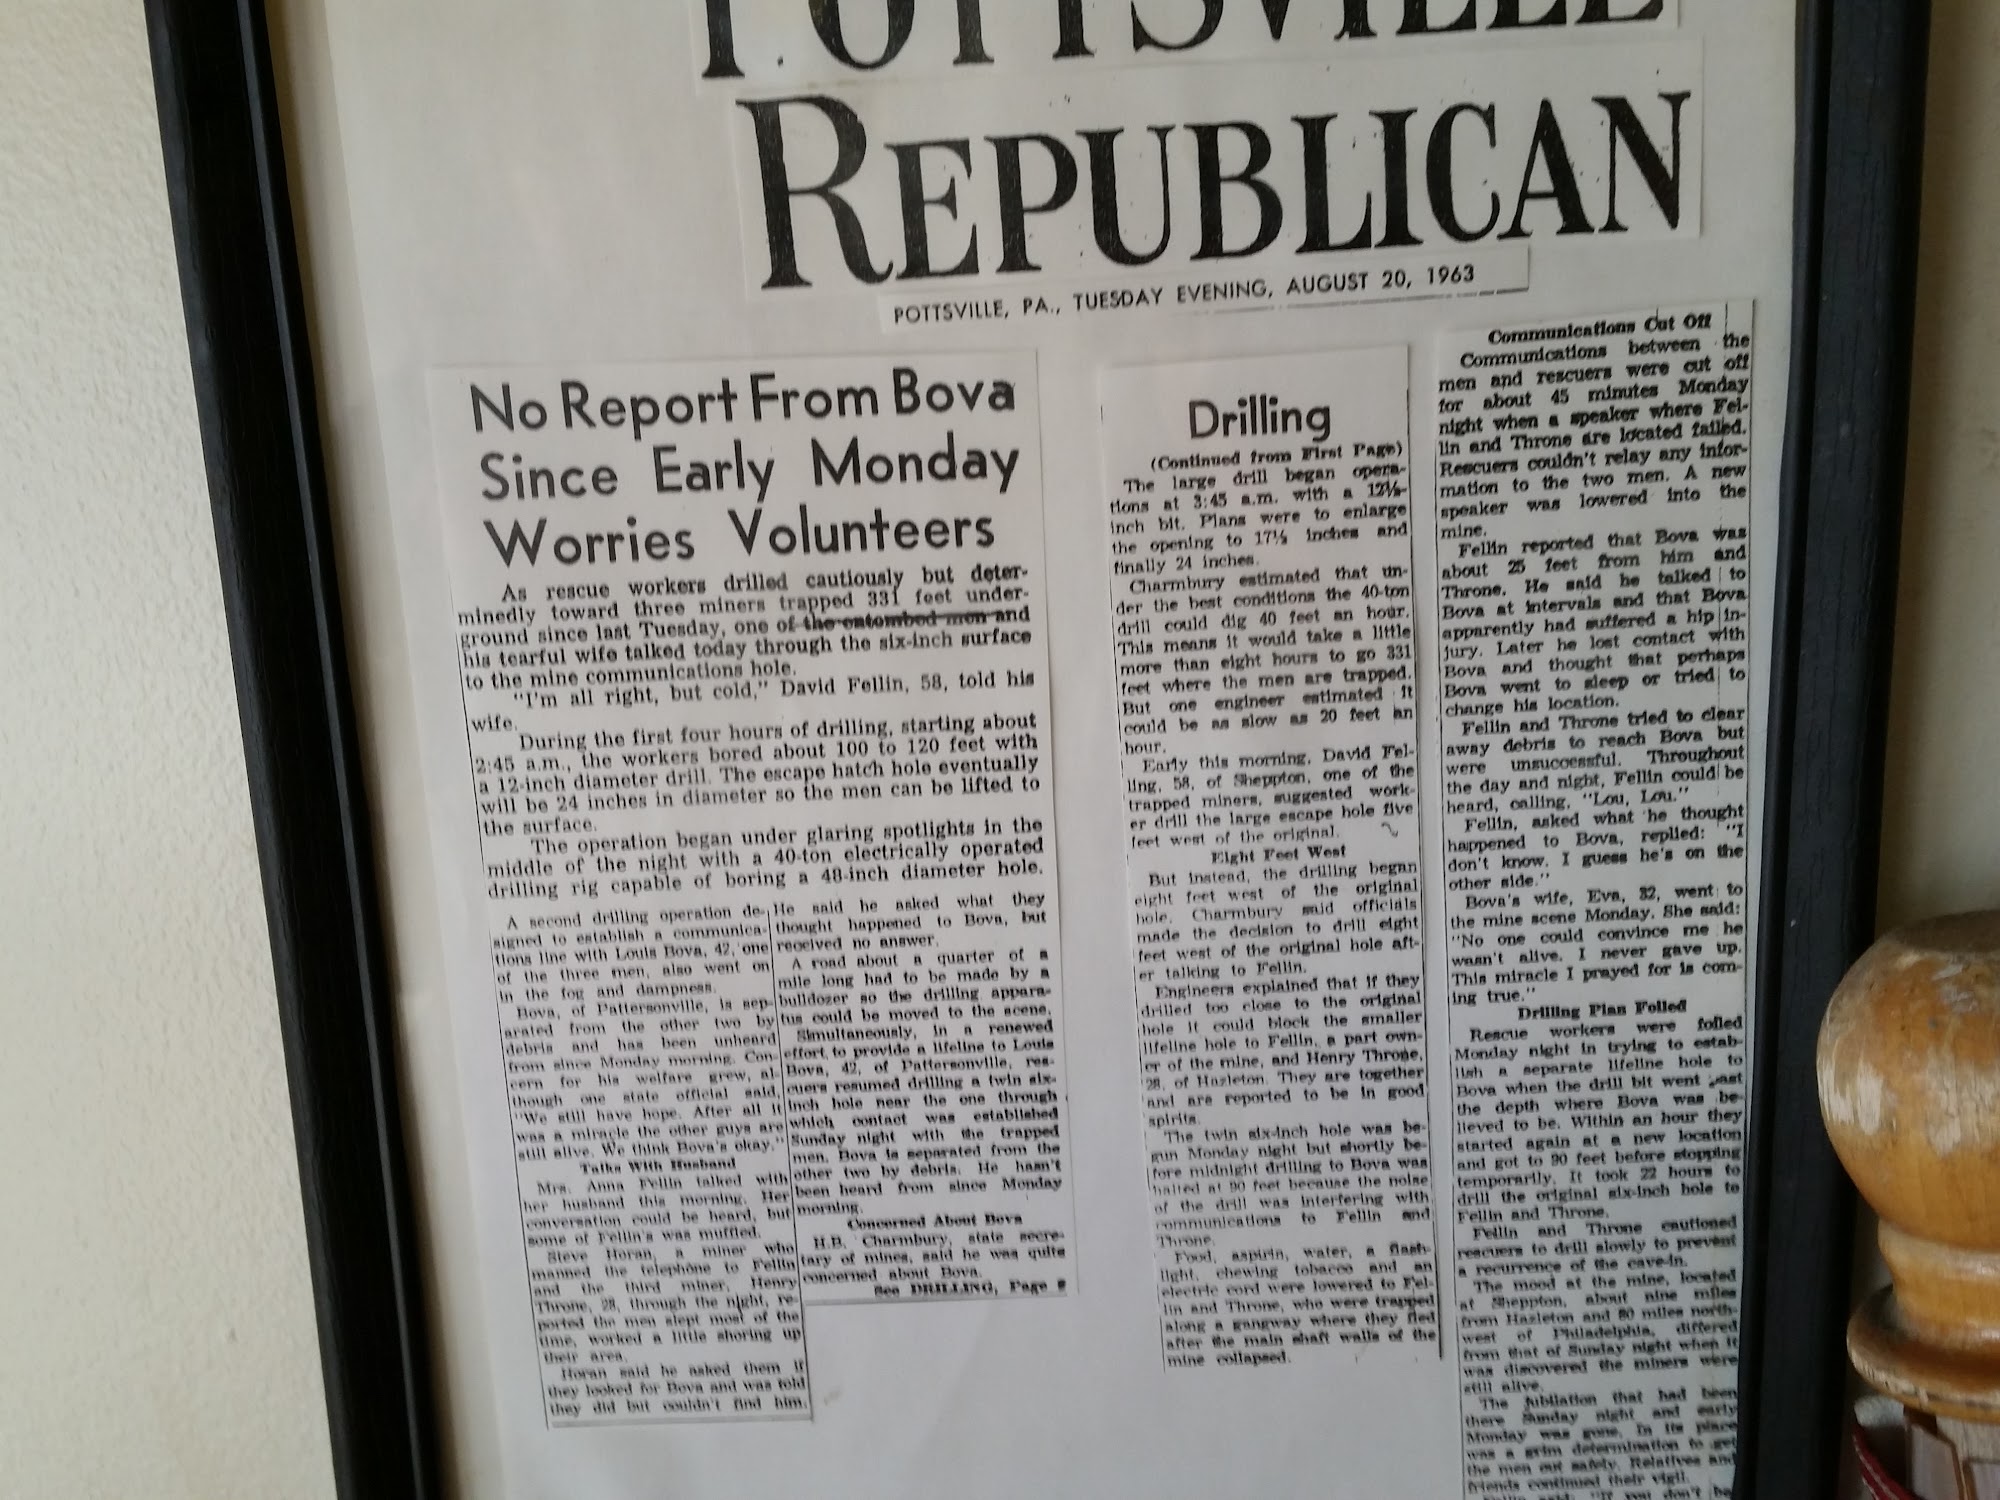 POTTSVILLE
REPUBLICAN
POTTSVILLE, PA., TUESDAY EVENING, AUGUST 20, 1963
No Report From Bova
Since Early Monday
Worries Volunteers
As rescue workers drilled cautiously but deter-
minedly toward three miners trapped 331 feet under-
ground since last Tuesday, one of the entombed men and
his tearful wife talked today through the six-inch surface
to the mine communications hole.
"I'm all right, but cold," David Fellin, 58, told his
wife.
During the first four hours of drilling, starting about
2:45 a.m., the workers bored about 100 to 120 feet with
a 12-inch diameter drill. The escape hatch hole eventually
will be 24 inches in diameter so the men can be lifted to
the surface.
The operation began under glaring spotlights in the
middle of the night with a 40-ton electrically operated
drilling rig capable of boring a 48-inch diameter hole.
A second drilling operation de-
signed to establish a communica-
tions line with Louis Bova, 42, one
of the three men, also went on
in the fog and dampness.
Bova, of Pattersonville, is sep-
arated from the other two by
debris and has been unheard
from since Monday morning. Con-
cern for his welfare grew, al-
though one state official said,
"We still have hope. After all it
was a miracle the other guys are
still alive. We think Bova's okay."
Talks With Husband
Mrs. Anna Fellin talked with
her husband this morning. Her
conversation could be heard, but
some of Fellin's was muffled.
Steve Horan, a miner who
manned the telephone to Fellin
and the third miner, Henry
Throne, 28, through the night, re-
ported the men slept most of the
time, worked a little shoring up
their area.
Horan said he asked them if
they looked for Bova and was told
they did but couldn't find him.
He said he asked what they
thought happened to Bova, but
received no answer.
A road about a quarter of a
mile long had to be made by a
bulldozer so the drilling appara-
tus could be moved to the scene.
Simultaneously, in a renewed
effort to provide a lifeline to Louis
Bova, 42, of Pattersonville, res-
cuers resumed drilling a twin six-
inch hole near the one through
which contact was established
Sunday night with the trapped
men. Bova is separated from the
other two by debris. He hasn't
been heard from since Monday
morning.
Concerned About Bova
H.B. Charmbury, state secre-
tary of mines, said he was quite
concerned about Bova.
See DRILLING, Page
Drilling
(Continued from First Page)
The large drill began opera-
tions at 3:45 a.m. with a 12¼-
inch bit. Plans were to enlarge
the opening to 17½ inches and
finally 24 inches.
Charmbury estimated that un-
der the best conditions the 40-ton
drill could dig 40 feet an hour.
This means it would take a little
more than eight hours to go 331
feet where the men are trapped.
But one engineer estimated it
could be as slow as 20 feet an
hour.
Early this morning, David Fel-
ling, 58, of Sheppton, one of the
trapped miners, suggested work-
er drill the large escape hole five
feet west of the original.
Eight Feet West
But instead, the drilling began
eight feet west of the original
hole. Charmbury said officials
made the decision to drill eight
feet west of the original hole aft-
er talking to Fellin.
Engineers explained that if they
drilled too close to the original
hole it could block the smaller
lifeline hole to Fellin, a part own-
er of the mine, and Henry Throne,
28, of Hazleton. They are together
and are reported to be in good
spirits.
The twin six-inch hole was be-
gun Monday night but shortly be-
fore midnight drilling to Bova was
halted at 90 feet because the noise
of the drill was interfering with
communications to Fellin and
Throne.
Food, aspirin, water, a flash-
light, chewing tobacco and an
electric cord were lowered to Fel-
lin and Throne, who were trapped
along a gangway where they fled
after the main shaft walls of the
mine collapsed.
Communications Cut Off
Communications between the
men and rescuers were cut off
for about 45 minutes Monday
night when a speaker where Fel-
lin and Throne are located failed.
Rescuers couldn't relay any infor-
mation to the two men. A new
speaker was lowered into the
mine.
Fellin reported that Bova was
about 25 feet from him and
Throne. He said he talked to
Bova at intervals and that Bova
apparently had suffered a hip in-
jury. Later he lost contact with
Bova and thought that perhaps
Bova went to sleep or tried to
change his location.
Fellin and Throne tried to clear
away debris to reach Bova but
were unsuccessful. Throughout
the day and night, Fellin could be
heard, calling, "Lou, Lou."
Fellin, asked what he thought
happened to Bova, replied: "I
don't know. I guess he's on the
other side."
Bova's wife, Eva, 32, went to
the mine scene Monday. She said:
"No one could convince me he
wasn't alive. I never gave up.
This miracle I prayed for is com-
ing true."
Drilling Plan Foiled
Rescue workers were foiled
Monday night in trying to estab-
lish a separate lifeline hole to
Bova when the drill bit went past
the depth where Bova was be-
lieved to be. Within an hour they
started again at a new location
and got to 90 feet before stopping
temporarily. It took 22 hours to
drill the original six-inch hole to
Fellin and Throne.
Fellin and Throne cautioned
rescuers to drill slowly to prevent
a recurrence of the cave-in.
The mood at the mine, located
at Sheppton, about nine miles
from Hazleton and 80 miles north-
west of Philadelphia, differed
from that of Sunday night when it
was discovered the miners were
still alive.
The jubilation that had been
there Sunday night and early
Monday was gone. In its place
was a grim determination to get
the men out safely. Relatives and
friends continued their vigil.
Fellin said: "If you don't be